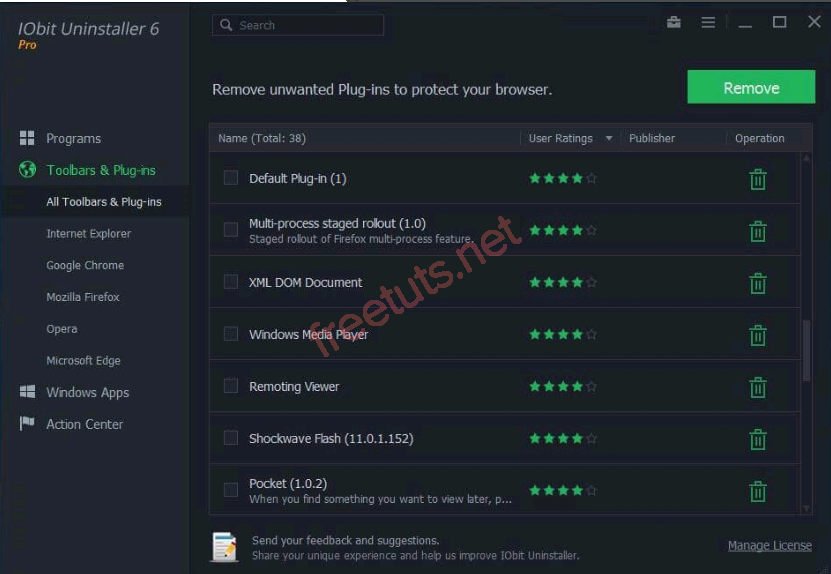 IObit Uninstaller 6
Pro
Search
Remove unwanted Plug-ins to protect your browser.
Remove
Programs
Toolbars & Plug-ins
All Toolbars & Plug-ins
Internet Explorer
Google Chrome
Mozilla Firefox
Opera
Microsoft Edge
Windows Apps
Action Center
Name (Total: 38) User Ratings Publisher Operation
Default Plug-in (1)
Multi-process staged rollout (1.0)
Staged rollout of Firefox multi-process feature.
XML DOM Document
Windows Media Player
Remoting Viewer
Shockwave Flash (11.0.1.152)
Pocket (1.0.2)
When you find something you want to view later, p...
freetuts.net
Send your feedback and suggestions.
Share your unique experience and help us improve IObit Uninstaller.
Manage License